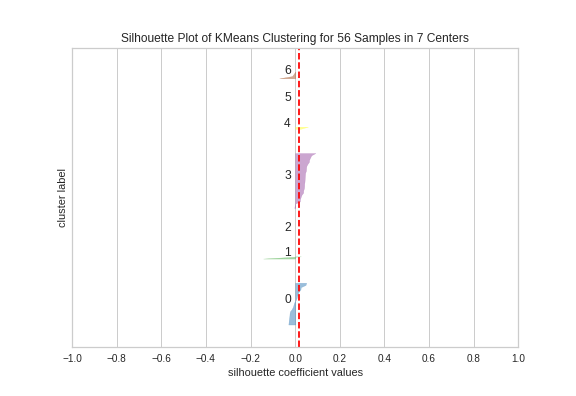 Silhouette Plot of KMeans Clustering for 56 Samples in 7 Centers
6
5
4
3
2
1
0
cluster label
−1.0 −0.8 −0.6 −0.4 −0.2 0.0 0.2 0.4 0.6 0.8 1.0
silhouette coefficient values